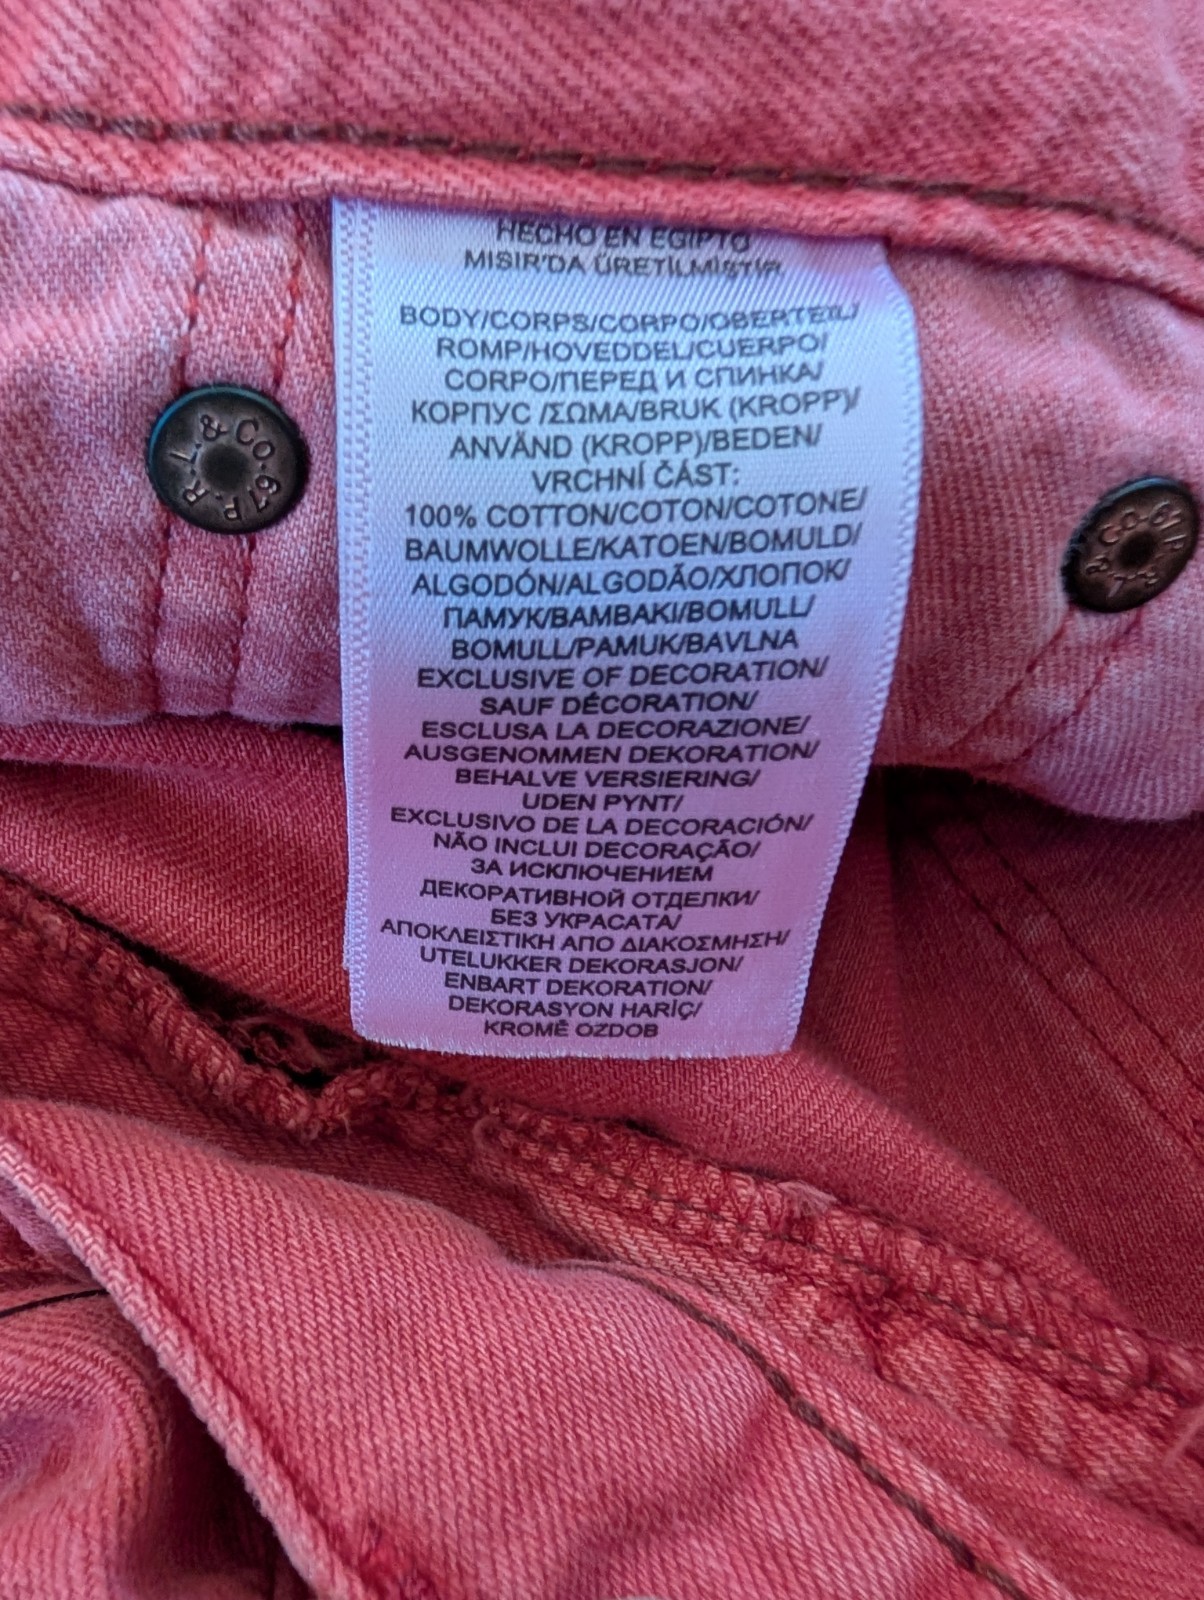 HECHO EN EGIPTO
MISIR'DA ÜRETİLMİŞTİR
BODY/CORPS/CORPO/OBERTEIL/
ROMP/HOVEDDEL/CUERPO/
CORPO/ПЕРЕД И СПИНКА/
КОРПУС /ΣΩΜΑ/BRUK (KROPP)/
ANVÄND (KROPP)/BEDEN/
VRCHNÍ ČÁST:
100% COTTON/COTON/COTONE/
BAUMWOLLE/KATOEN/BOMULD/
ALGODÓN/ALGODÃO/ХЛОПОК/
ПАМУК/ΒΑΜΒΑΚΙ/BOMULL/
BOMULL/PAMUK/BAVLNA
EXCLUSIVE OF DECORATION/
SAUF DÉCORATION/
ESCLUSA LA DECORAZIONE/
AUSGENOMMEN DEKORATION/
BEHALVE VERSIERING/
UDEN PYNT/
EXCLUSIVO DE LA DECORACIÓN/
NÃO INCLUI DECORAÇÃO/
ЗА ИСКЛЮЧЕНИЕМ
ДЕКОРАТИВНОЙ ОТДЕЛКИ/
БЕЗ УКРАСАТА/
ΑΠΟΚΛΕΙΣΤΙΚΗ ΑΠΟ ΔΙΑΚΟΣΜΗΣΗ/
UTELUKKER DEKORASJON/
ENBART DEKORATION/
DEKORASYON HARİÇ/
KROMĚ OZDOB
P.R.L.&CO.67
P.R.L.&CO.67